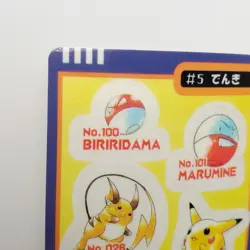 #5 でんき
No.100
BIRIRIDAMA
No.101
MARUMINE
No.026